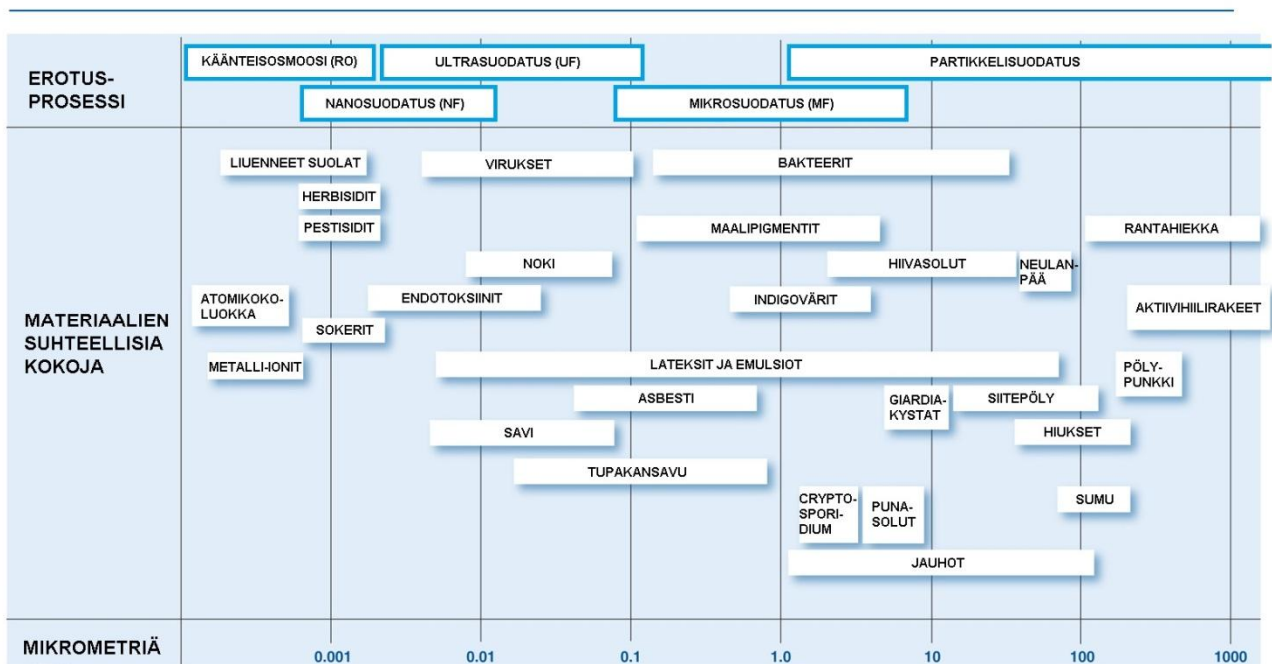 KÄÄNTEISOSMOOSI (RO)
ULTRASUODATUS (UF)
PARTIKKELISUODATUS
EROTUS-
PROSESSI
NANOSUODATUS (NF)
MIKROSUODATUS (MF)
LIUENNEET SUOLAT
VIRUKSET
BAKTEERIT
HERBISIDIT
PESTISIDIT
MAALIPIGMENTIT
RANTAHIEKKA
NOKI
HIIVASOLUT
NEULAN-
PÄÄ
ATOMIKOKO-
LUOKKA
ENDOTOKSIINIT
INDIGOVÄRIT
AKTIIVIHIILIRAKEET
MATERIAALIEN
SUHTEELLISIA
KOKOJA
SOKERIT
METALLI-IONIT
LATEKSIT JA EMULSIOT
PÖLY-
PUNKKI
ASBESTI
GIARDIA-
KYSTAT
SIITEPÖLY
SAVI
HIUKSET
TUPAKANSAVU
CRYPTO-
SPORI-
DIUM
PUNA-
SOLUT
SUMU
JAUHOT
MIKROMETRIÄ
0.001
0.01
0.1
1.0
10
100
1000